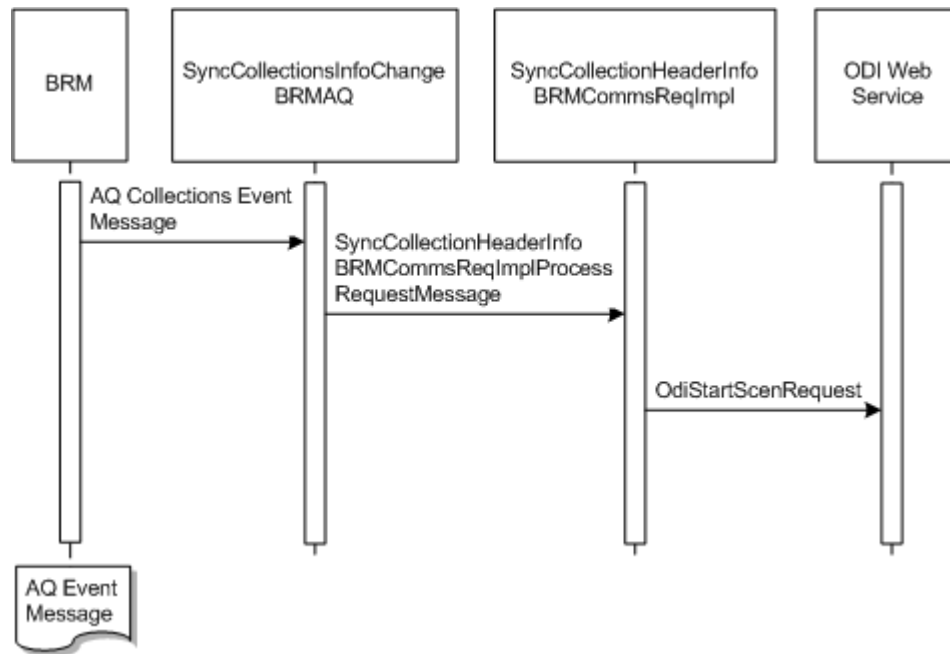 BRM
SyncCollectionsInfoChange
BRMAQ
SyncCollectionHeaderInfo
BRMCommsReqImpl
ODI Web
Service
AQ Collections Event
Message
SyncCollectionHeaderInfo
BRMCommsReqImplProcess
RequestMessage
OdiStartScenRequest
AQ Event
Message